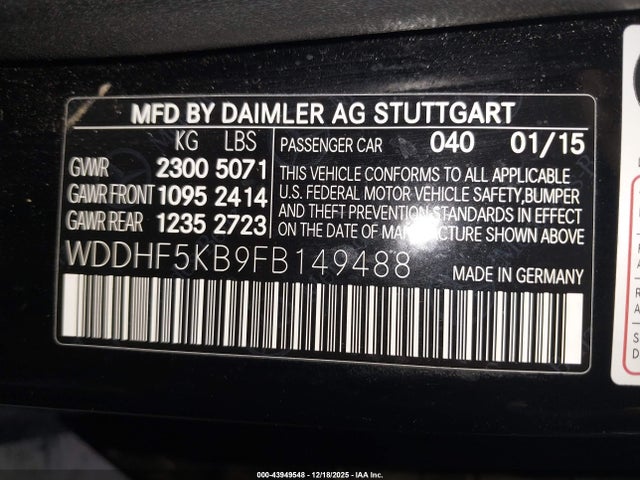 MFD BY DAIMLER AG STUTTGART
KG LBS PASSENGER CAR 040 01/15
GVWR 2300 5071
GAWR FRONT 1095 2414
GAWR REAR 1235 2723
THIS VEHICLE CONFORMS TO ALL APPLICABLE
U.S. FEDERAL MOTOR VEHICLE SAFETY,BUMPER
AND THEFT PREVENTION STANDARDS IN EFFECT
ON THE DATE OF MANUFACTURE SHOWN ABOVE
WDDHF5KB9FB149488 MADE IN GERMANY
000-43949548 - 12/18/2025 - IAA Inc.